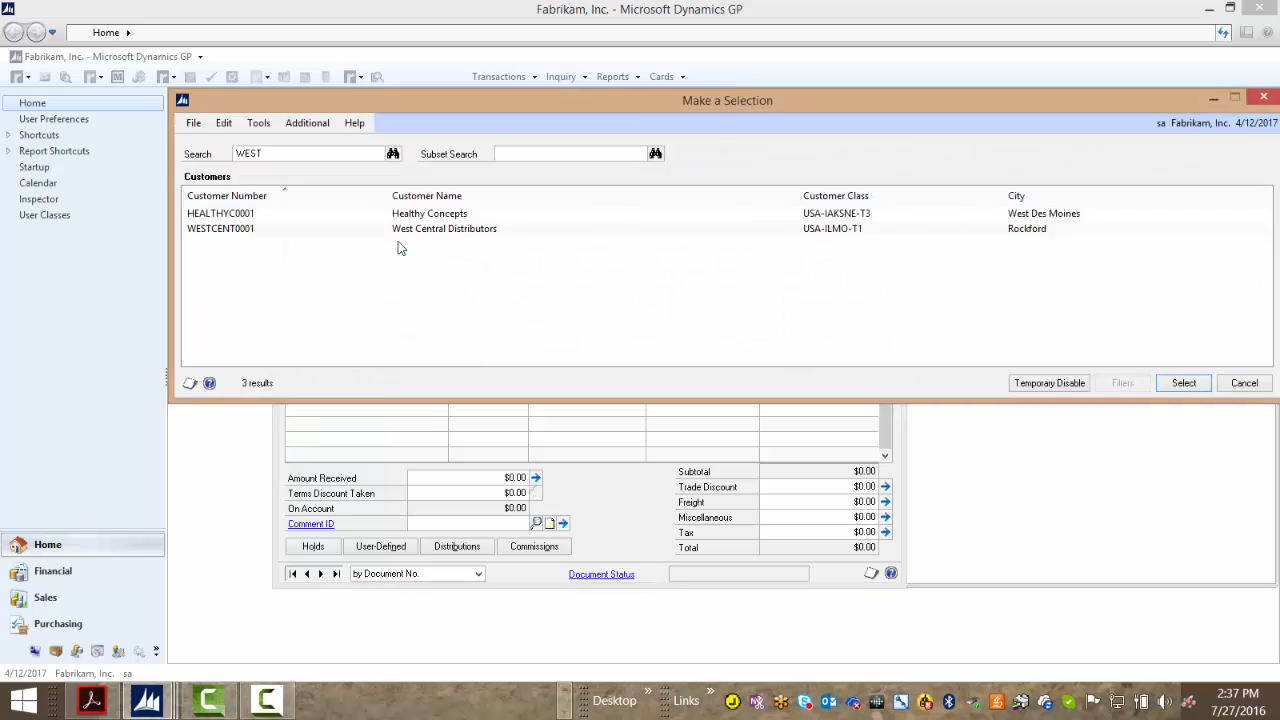 Fabrikam, Inc. - Microsoft Dynamics GP
Home
Fabrikam, Inc. - Microsoft Dynamics GP
Transactions Inquiry Reports Cards
Home
User Preferences
Shortcuts
Report Shortcuts
Startup
Calendar
Inspector
User Classes
Make a Selection
File Edit Tools Additional Help
sa Fabrikam, Inc. 4/12/2017
Search WEST Subset Search
Customers
Customer Number Customer Name Customer Class City
HEALTHYC0001 Healthy Concepts USA-IAKSNE-T3 West Des Moines
WESTCENT0001 West Central Distributors USA-ILMO-T1 Rockford
3 results
Temporary Disable Filters Select Cancel
Amount Received $0.00
Terms Discount Taken $0.00
On Account $0.00
Comment ID
Subtotal $0.00
Trade Discount $0.00
Freight $0.00
Miscellaneous $0.00
Tax $0.00
Total $0.00
Holds User-Defined Distributions Commissions
by Document No. Document Status
Home
Financial
Sales
Purchasing
4/12/2017 Fabrikam, Inc. sa
Desktop Links
2:37 PM
7/27/2016